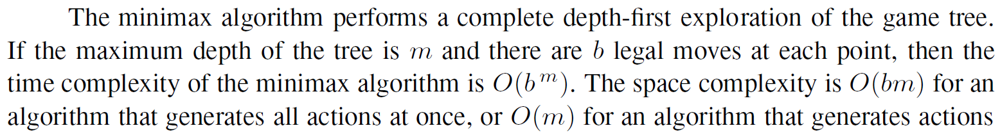 The minimax algorithm performs a complete depth-first exploration of the game tree.
If the maximum depth of the tree is m and there are b legal moves at each point, then the
time complexity of the minimax algorithm is O(b^m). The space complexity is O(bm) for an
algorithm that generates all actions at once, or O(m) for an algorithm that generates actions